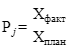 Pj = Xфакт / Xплан